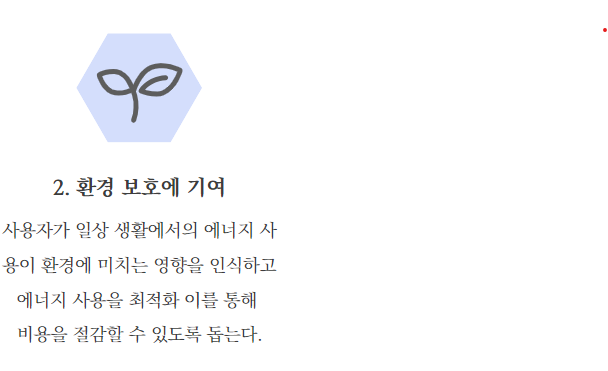 2. 환경 보호에 기여
사용자가 일상 생활에서의 에너지 사
용이 환경에 미치는 영향을 인식하고
에너지 사용을 최적화 이를 통해
비용을 절감할 수 있도록 돕는다.